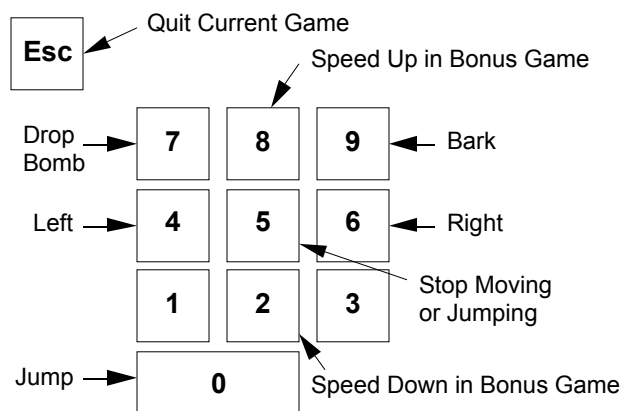 Quit Current Game
Esc
Speed Up in Bonus Game
Drop
Bomb
7
8
9
Bark
Left
4
5
6
Right
Stop Moving
or Jumping
1
2
3
Jump
0
Speed Down in Bonus Game